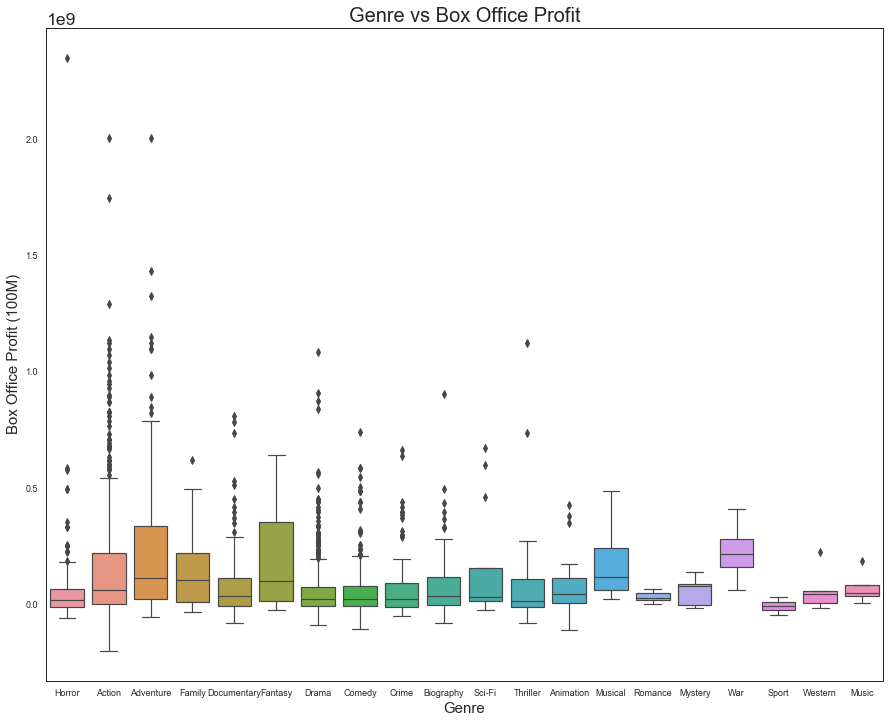 Genre vs Box Office Profit
1e9
2.0
1.5
1.0
0.5
0.0
Box Office Profit (100M)
Horror Action Adventure Family Documentary Fantasy Drama Comedy Crime Biography Sci-Fi Thriller Animation Musical Romance Mystery War Sport Western Music
Genre